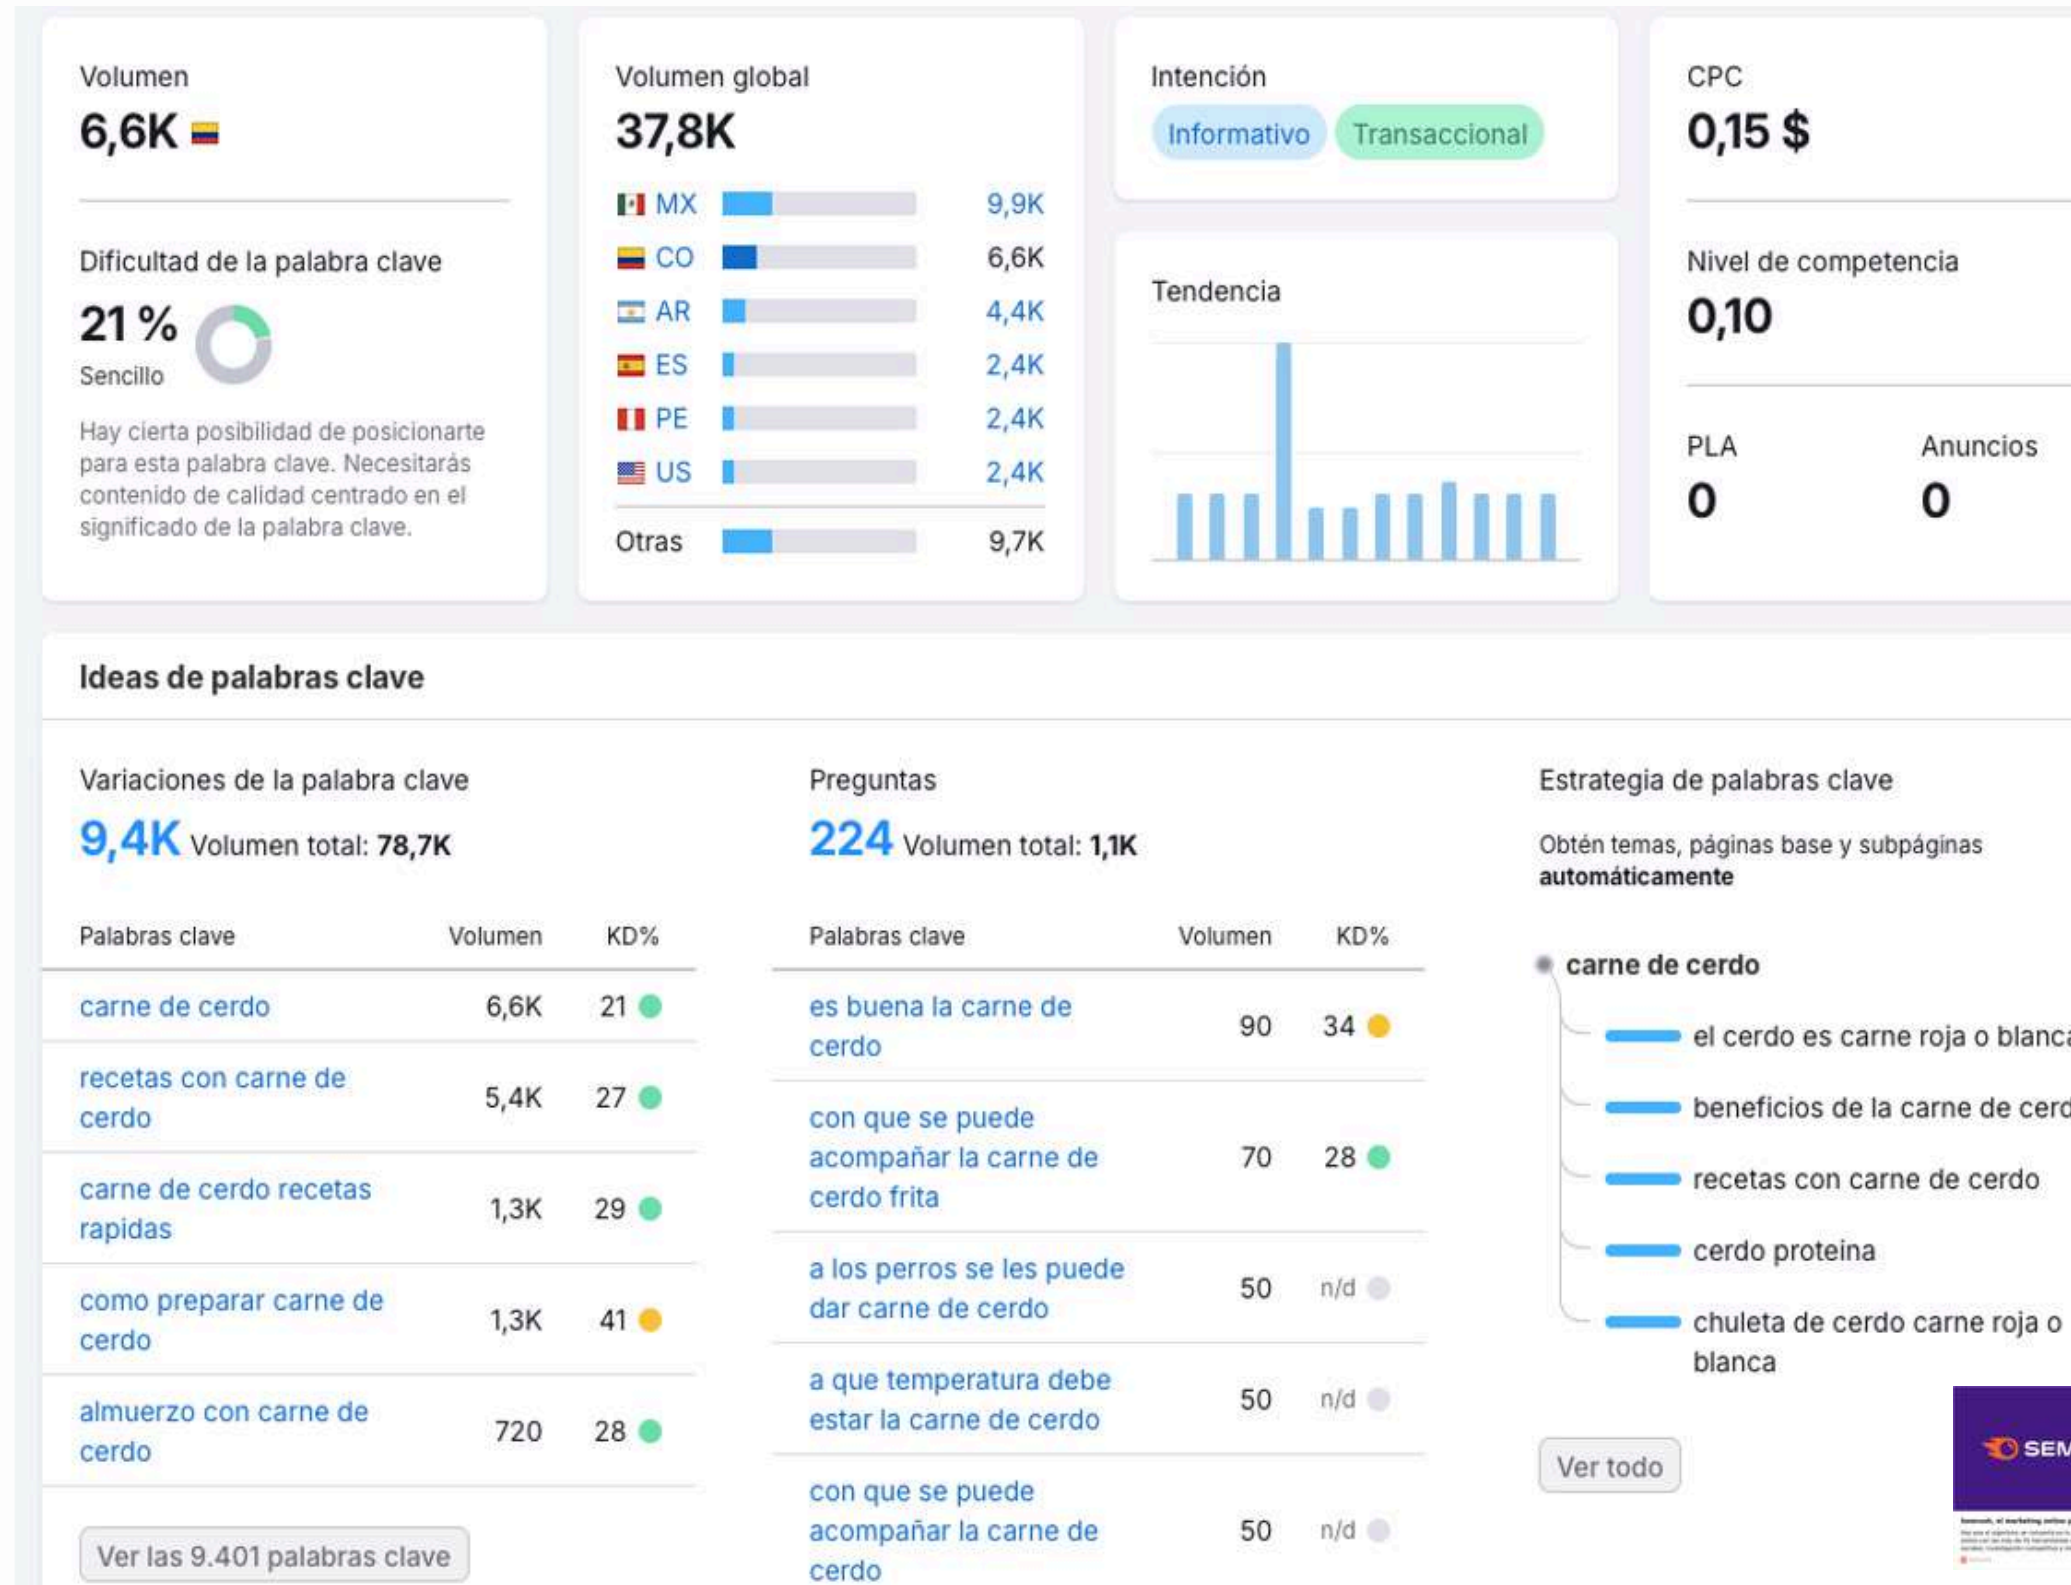 Volumen
6,6K
Dificultad de la palabra clave
21 %
Sencillo
Hay cierta posibilidad de posicionarte
para esta palabra clave. Necesitarás
contenido de calidad centrado en el
significado de la palabra clave.
Volumen global
37,8K
MX 9,9K
CO 6,6K
AR 4,4K
ES 2,4K
PE 2,4K
US 2,4K
Otras 9,7K
Intención
Informativo Transaccional
Tendencia
CPC
0,15 $
Nivel de competencia
0,10
PLA Anuncios
0 0
Ideas de palabras clave
Variaciones de la palabra clave
9,4K Volumen total: 78,7K
Palabras clave Volumen KD%
carne de cerdo 6,6K 21
recetas con carne de
cerdo 5,4K 27
carne de cerdo recetas
rapidas 1,3K 29
como preparar carne de
cerdo 1,3K 41
almuerzo con carne de
cerdo 720 28
Ver las 9.401 palabras clave
Preguntas
224 Volumen total: 1,1K
Palabras clave Volumen KD%
es buena la carne de
cerdo 90 34
con que se puede
acompañar la carne de 70 28
cerdo frita
a los perros se les puede
dar carne de cerdo 50 n/d
a que temperatura debe
estar la carne de cerdo 50 n/d
con que se puede
acompañar la carne de 50 n/d
cerdo
Estrategia de palabras clave
Obtén temas, páginas base y subpáginas
automáticamente
carne de cerdo
el cerdo es carne roja o blanca
beneficios de la carne de cerd
recetas con carne de cerdo
cerdo proteina
chuleta de cerdo carne roja o
blanca
Ver todo
SEM